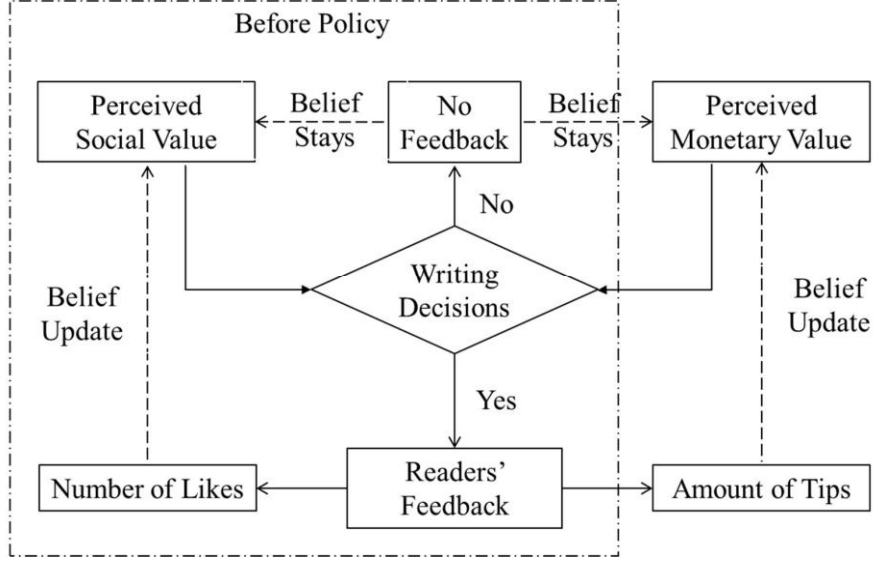 Before Policy
Perceived
Social Value
Belief
Stays
No
Feedback
Belief
Stays
Perceived
Monetary Value
No
Writing
Decisions
Belief
Update
Belief
Update
Yes
Number of Likes
Readers’
Feedback
Amount of Tips